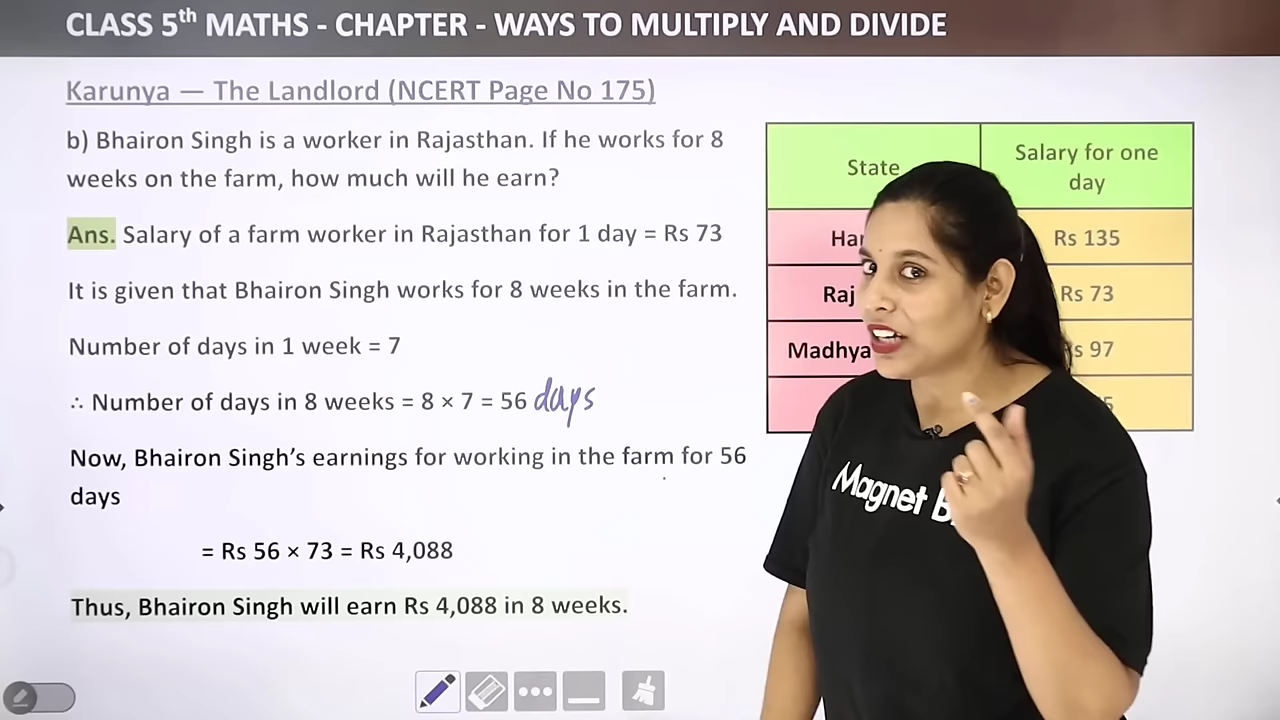 CLASS 5th MATHS - CHAPTER - WAYS TO MULTIPLY AND DIVIDE
Karunya — The Landlord (NCERT Page No 175)
b) Bhairon Singh is a worker in Rajasthan. If he works for 8
weeks on the farm, how much will he earn?
Ans. Salary of a farm worker in Rajasthan for 1 day = Rs 73
It is given that Bhairon Singh works for 8 weeks in the farm.
Number of days in 1 week = 7
∴ Number of days in 8 weeks = 8 × 7 = 56 days
Now, Bhairon Singh’s earnings for working in the farm for 56
days
= Rs 56 × 73 = Rs 4,088
Thus, Bhairon Singh will earn Rs 4,088 in 8 weeks.
State
Salary for one
day
Rs 135
Rs 73
Madhya
Rs 97
Magnet